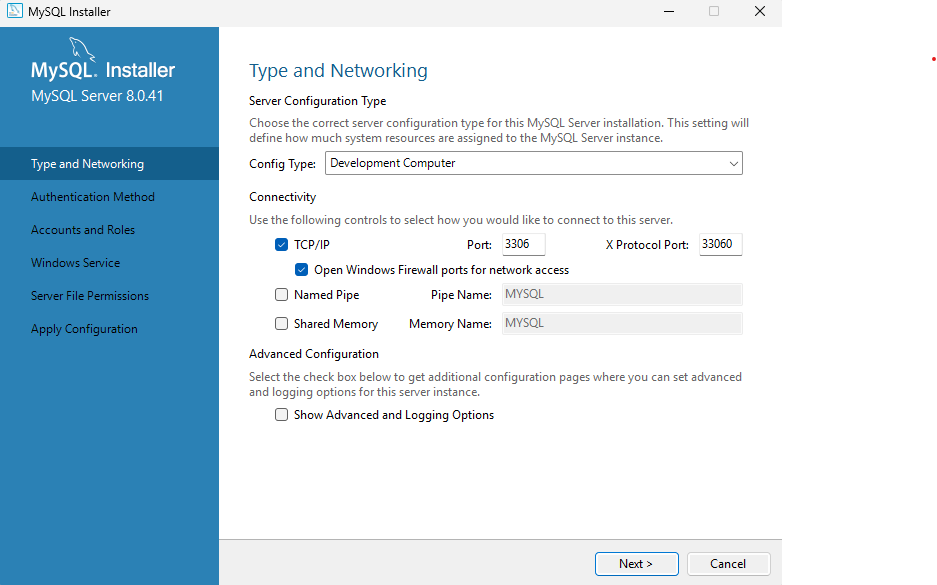 MySQL Installer
MySQL. Installer
MySQL Server 8.0.41
Type and Networking
Authentication Method
Accounts and Roles
Windows Service
Server File Permissions
Apply Configuration
Type and Networking
Server Configuration Type
Choose the correct server configuration type for this MySQL Server installation. This setting will
define how much system resources are assigned to the MySQL Server instance.
Config Type: Development Computer
Connectivity
Use the following controls to select how you would like to connect to this server.
TCP/IP Port: 3306 X Protocol Port: 33060
Open Windows Firewall ports for network access
Named Pipe Pipe Name: MYSQL
Shared Memory Memory Name: MYSQL
Advanced Configuration
Select the check box below to get additional configuration pages where you can set advanced
and logging options for this server instance.
Show Advanced and Logging Options
Next > Cancel